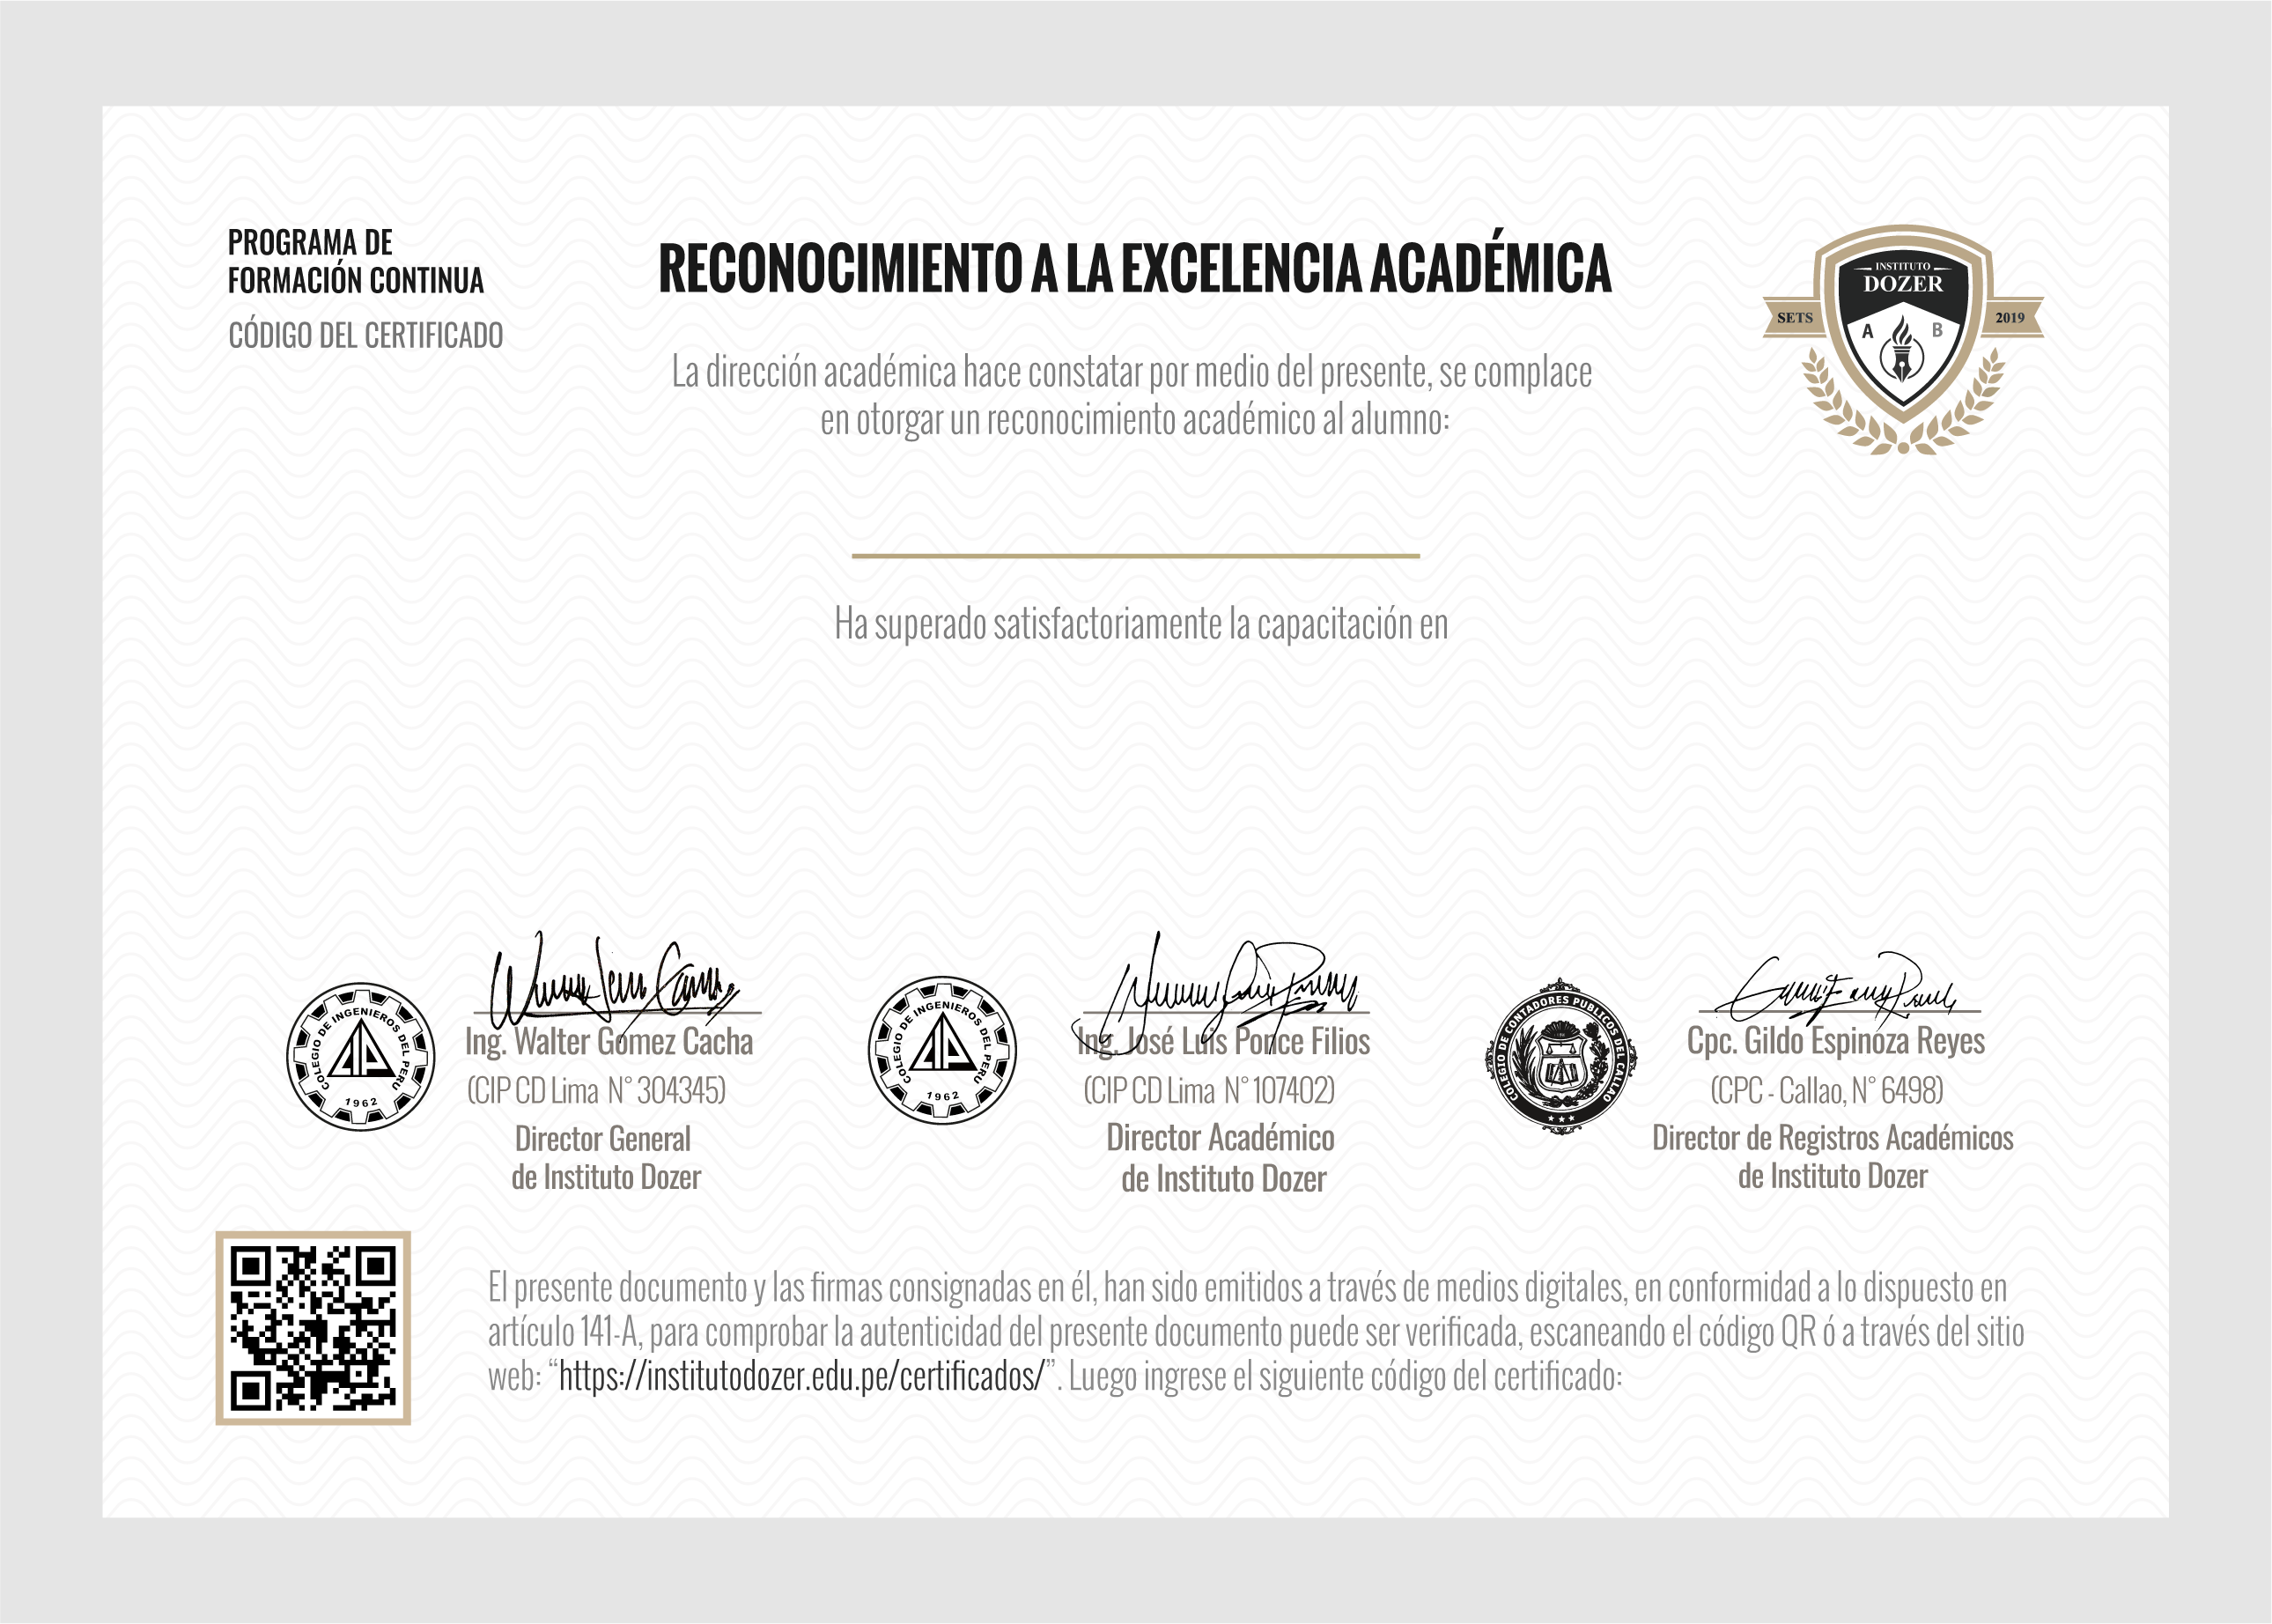 PROGRAMA DE
FORMACIÓN CONTINUA
CÓDIGO DEL CERTIFICADO
RECONOCIMIENTO A LA EXCELENCIA ACADÉMICA
La dirección académica hace constatar por medio del presente, se complace
en otorgar un reconocimiento académico al alumno:
INSTITUTO
DOZER
SETS
A
B
2019
Ha superado satisfactoriamente la capacitación en
COLEGIO DE INGENIEROS DEL PERU
1962
Ing. Walter Gómez Cacha
(CIP CD Lima N° 304345)
Director General
de Instituto Dozer
COLEGIO DE INGENIEROS DEL PERU
1962
Ing. José Luis Ponce Filios
(CIP CD Lima N° 107402)
Director Académico
de Instituto Dozer
COLEGIO DE CONTADORES PUBLICOS DEL CALLAO
Cpc. Gildo Espinoza Reyes
(CPC - Callao, N° 6498)
Director de Registros Académicos
de Instituto Dozer
El presente documento y las firmas consignadas en él, han sido emitidos a través de medios digitales, en conformidad a lo dispuesto en
artículo 141-A, para comprobar la autenticidad del presente documento puede ser verificada, escaneando el código QR ó a través del sitio
web: “https://institutodozer.edu.pe/certificados/”. Luego ingrese el siguiente código del certificado: